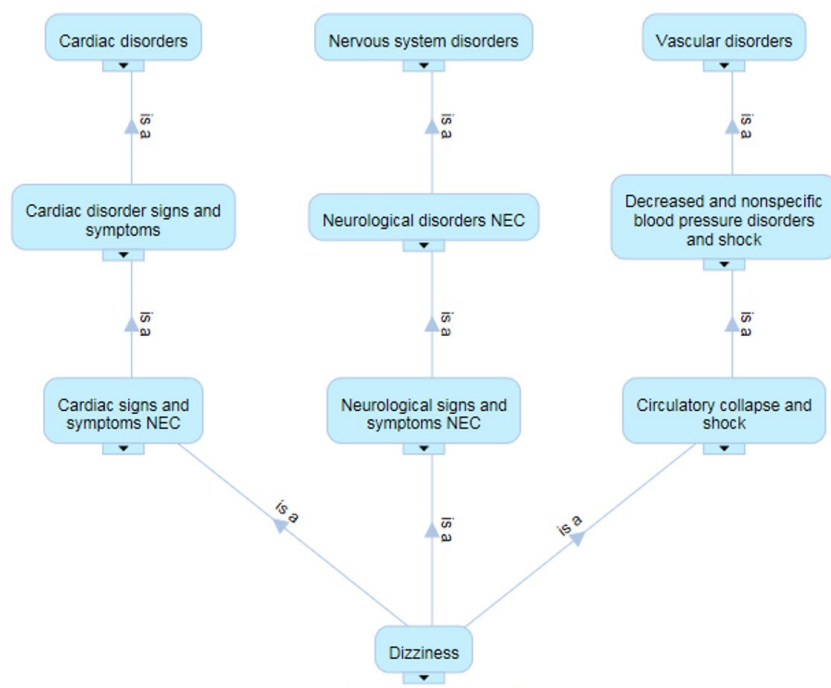 Cardiac disorders
Nervous system disorders
Vascular disorders
is a
is a
is a
Cardiac disorder signs and
symptoms
Neurological disorders NEC
Decreased and nonspecific
blood pressure disorders
and shock
is a
is a
is a
Cardiac signs and
symptoms NEC
Neurological signs and
symptoms NEC
Circulatory collapse and
shock
is a
is a
is a
Dizziness